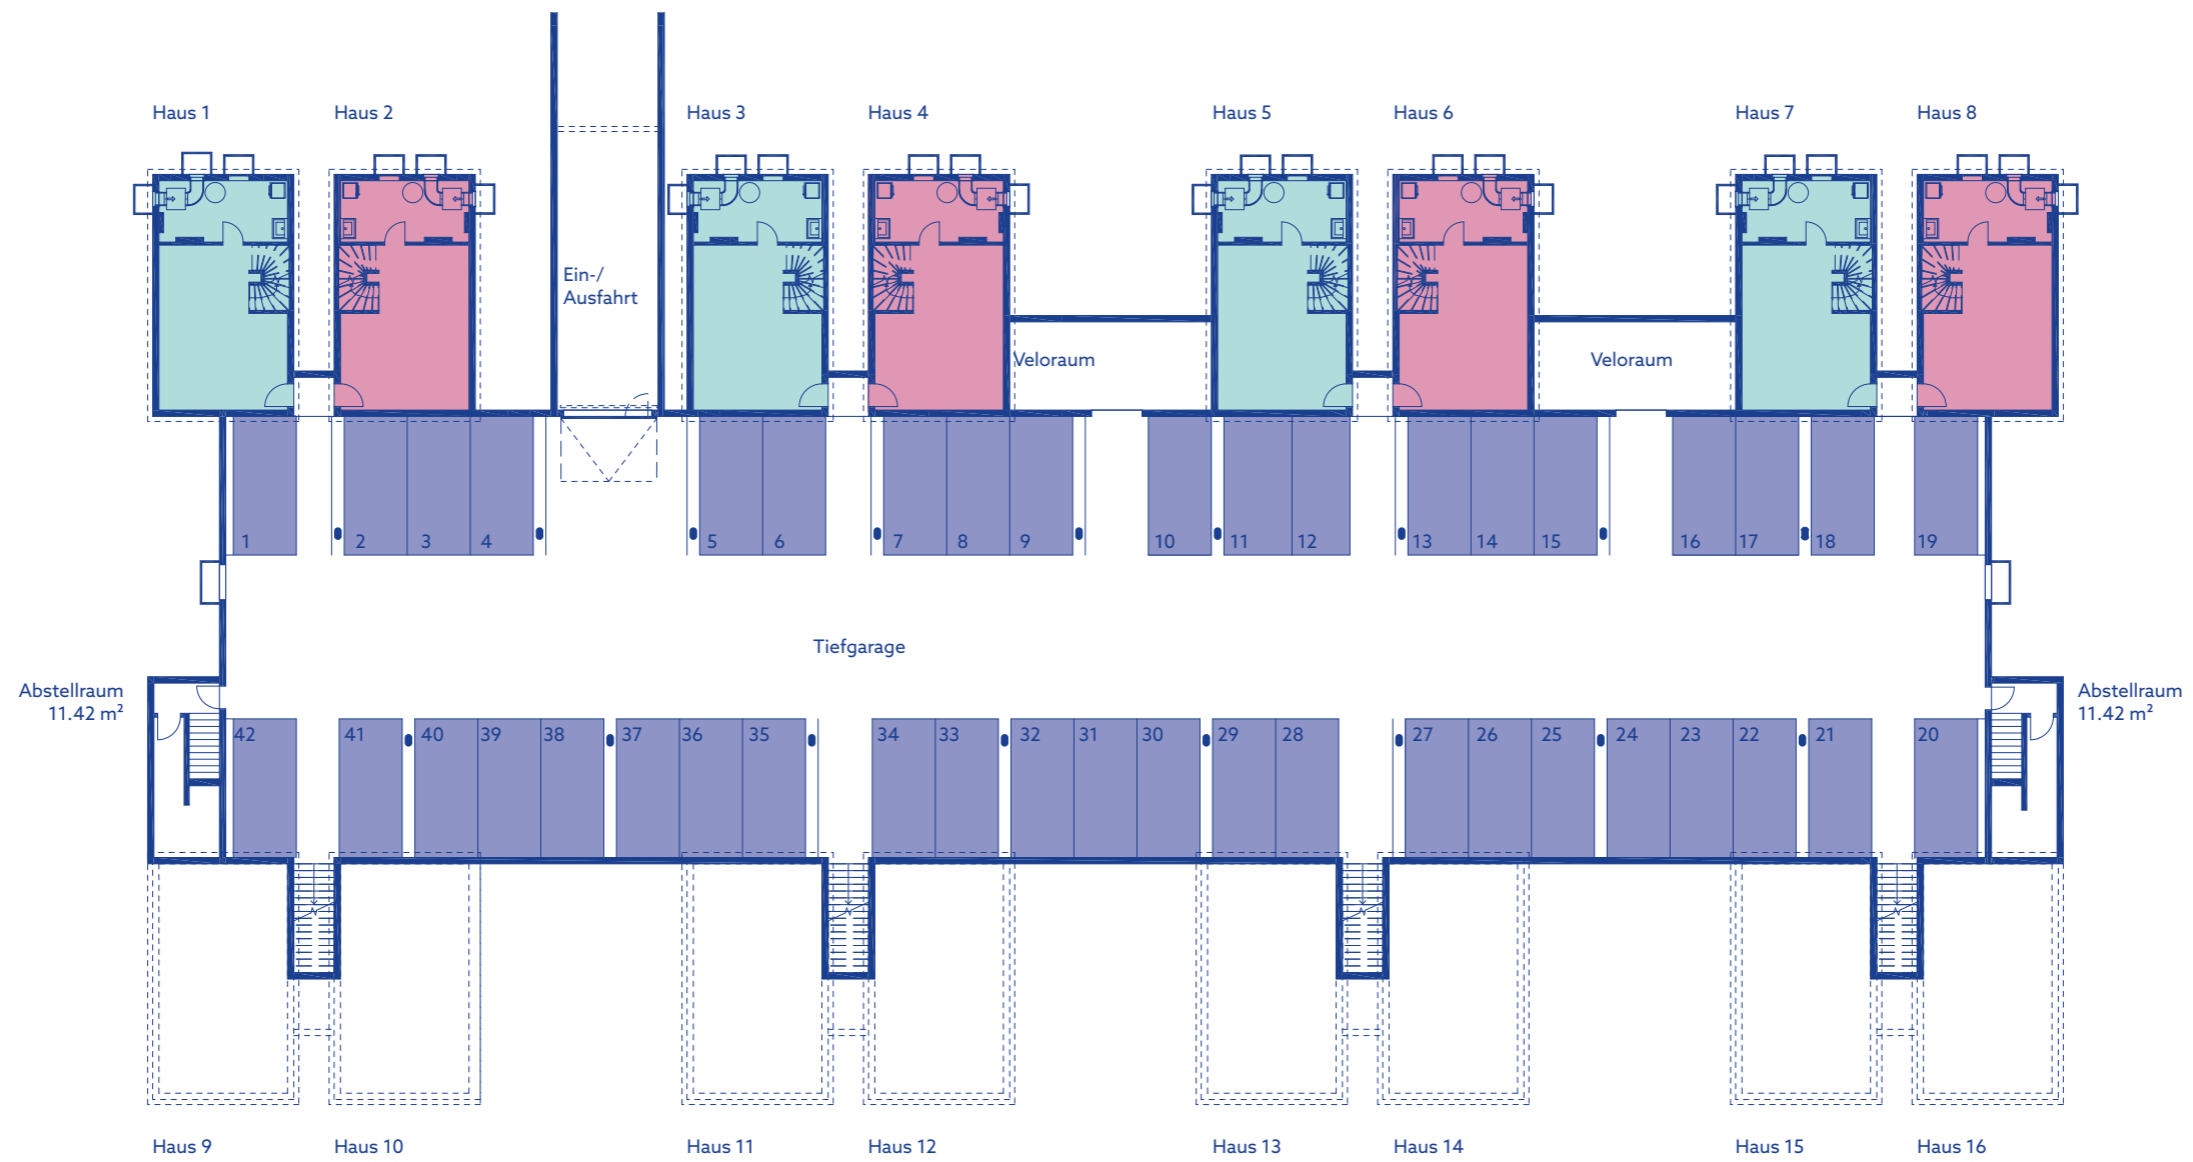 Haus 1
Haus 2
Haus 3
Haus 4
Haus 5
Haus 6
Haus 7
Haus 8
Ein-/
Ausfahrt
Veloraum
Veloraum
1
2
3
4
5
6
7
8
9
10
11
12
13
14
15
16
17
18
19
Tiefgarage
Abstellraum
11.42 m²
Abstellraum
11.42 m²
42
41
40
39
38
37
36
35
34
33
32
31
30
29
28
27
26
25
24
23
22
21
20
Haus 9
Haus 10
Haus 11
Haus 12
Haus 13
Haus 14
Haus 15
Haus 16